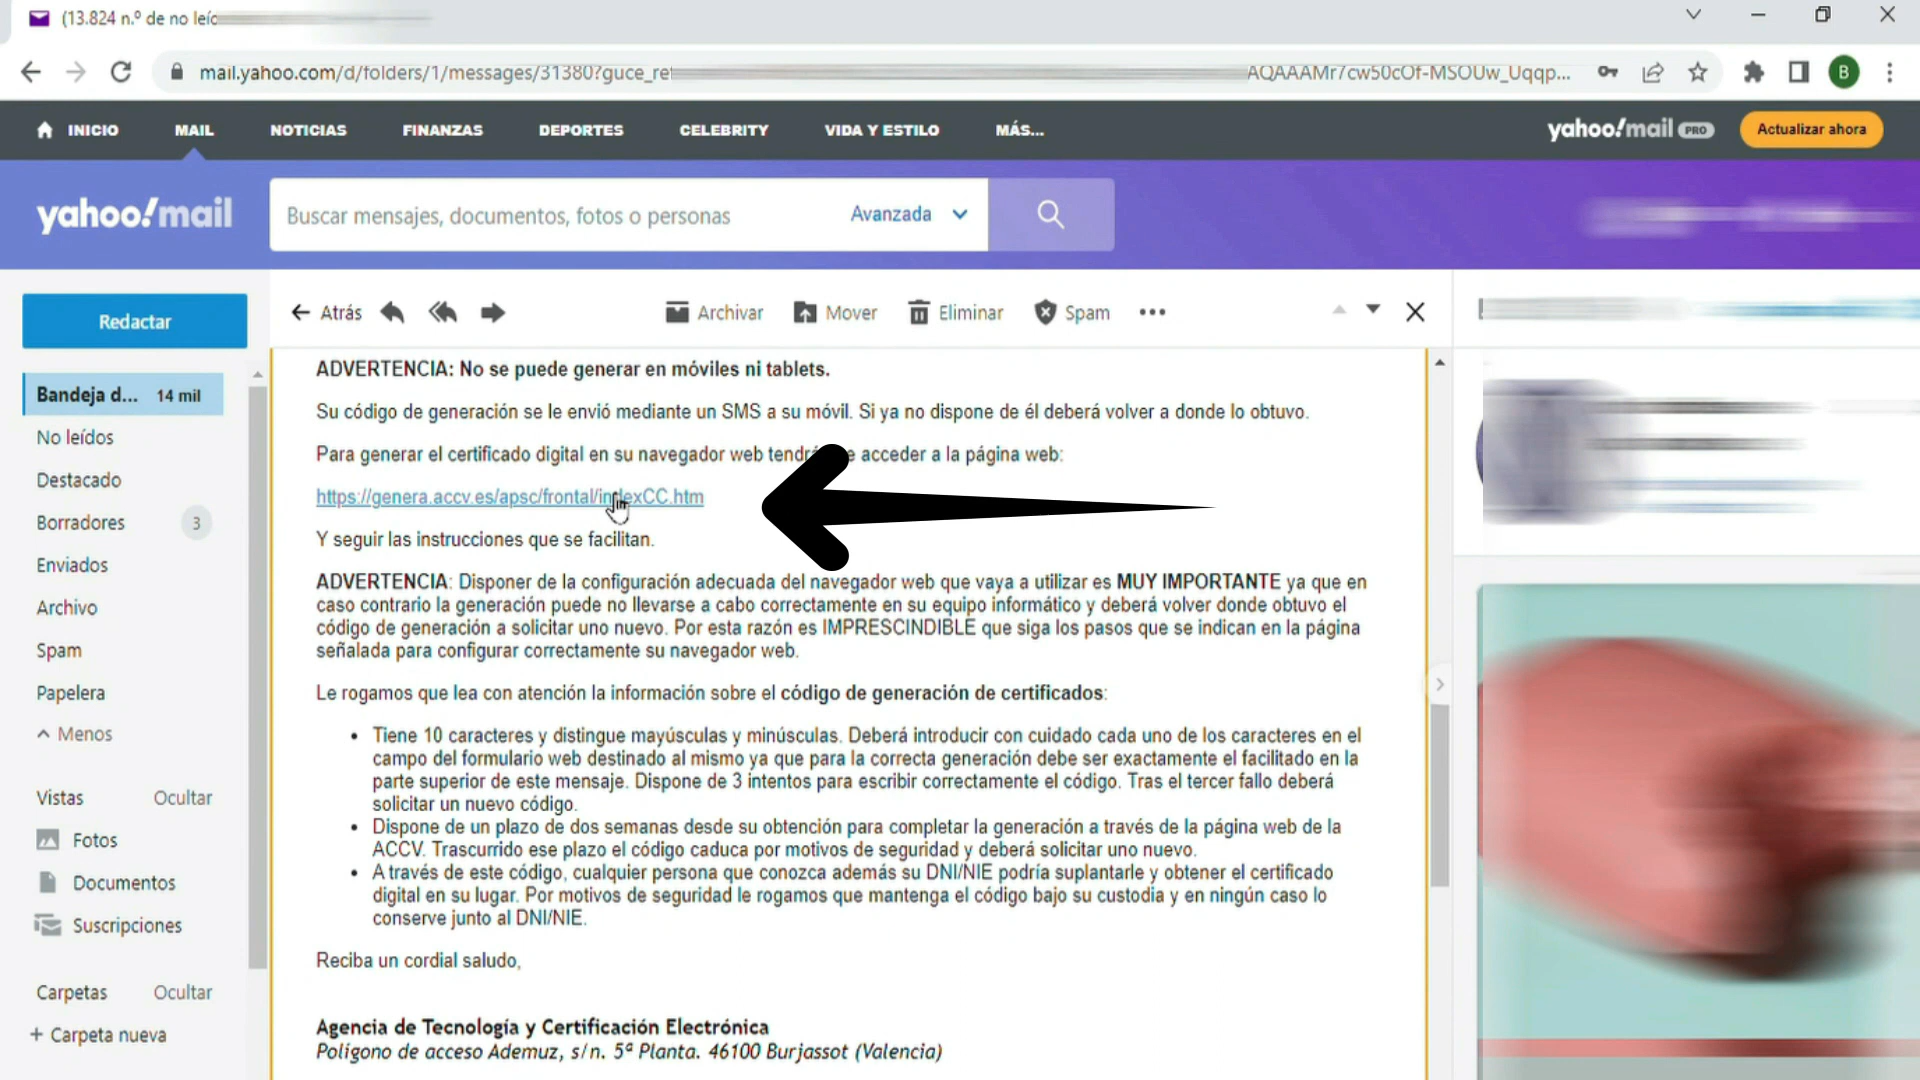 (13.824 n.º de no leíd
mail.yahoo.com/d/folders/1/messages/31380?guce_re
AQAAAMr7cw50cOf-MSOUw_Uqqp...
B
INICIO
MAIL
NOTICIAS
FINANZAS
DEPORTES
CELEBRITY
VIDA Y ESTILO
MÁS...
yahoo!mail PRO
Actualizar ahora
yahoo!mail
Buscar mensajes, documentos, fotos o personas
Avanzada
Redactar
Atrás
Archivar
Mover
Eliminar
Spam
Bandeja d... 14 mil
No leídos
Destacado
Borradores 3
Enviados
Archivo
Spam
Papelera
Menos
Vistas Ocultar
Fotos
Documentos
Suscripciones
Carpetas Ocultar
+ Carpeta nueva
ADVERTENCIA: No se puede generar en móviles ni tablets.
Su código de generación se le envió mediante un SMS a su móvil. Si ya no dispone de él deberá volver a donde lo obtuvo.
Para generar el certificado digital en su navegador web tendrá acceder a la página web:
https://genera.accv.es/apsc/frontal/indexCC.htm
Y seguir las instrucciones que se facilitan.
ADVERTENCIA: Disponer de la configuración adecuada del navegador web que vaya a utilizar es MUY IMPORTANTE ya que en
caso contrario la generación puede no llevarse a cabo correctamente en su equipo informático y deberá volver donde obtuvo el
código de generación a solicitar uno nuevo. Por esta razón es IMPRESCINDIBLE que siga los pasos que se indican en la página
señalada para configurar correctamente su navegador web.
Le rogamos que lea con atención la información sobre el código de generación de certificados:
• Tiene 10 caracteres y distingue mayúsculas y minúsculas. Deberá introducir con cuidado cada uno de los caracteres en el
campo del formulario web destinado al mismo ya que para la correcta generación debe ser exactamente el facilitado en la
parte superior de este mensaje. Dispone de 3 intentos para escribir correctamente el código. Tras el tercer fallo deberá
solicitar un nuevo código.
• Dispone de un plazo de dos semanas desde su obtención para completar la generación a través de la página web de la
ACCV. Trascurrido ese plazo el código caduca por motivos de seguridad y deberá solicitar uno nuevo.
• A través de este código, cualquier persona que conozca además su DNI/NIE podría suplantarle y obtener el certificado
digital en su lugar. Por motivos de seguridad le rogamos que mantenga el código bajo su custodia y en ningún caso lo
conserve junto al DNI/NIE.
Reciba un cordial saludo,
Agencia de Tecnología y Certificación Electrónica
Polígono de acceso Ademuz, s/n. 5ª Planta. 46100 Burjassot (Valencia)